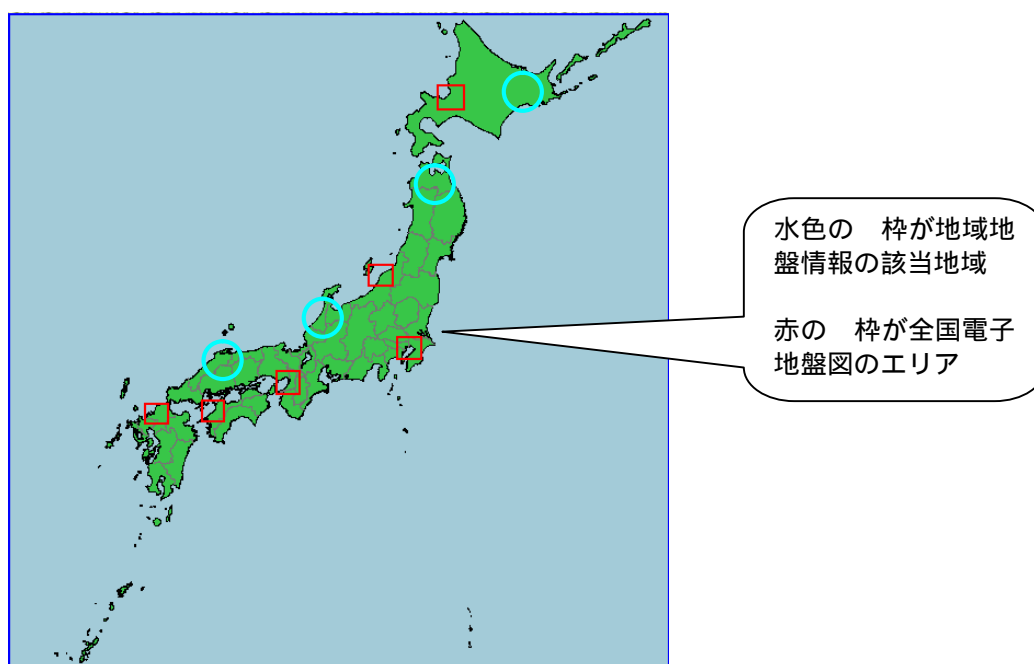 水色の　枠が地域地
盤情報の該当地域
赤の　枠が全国電子
地盤図のエリア